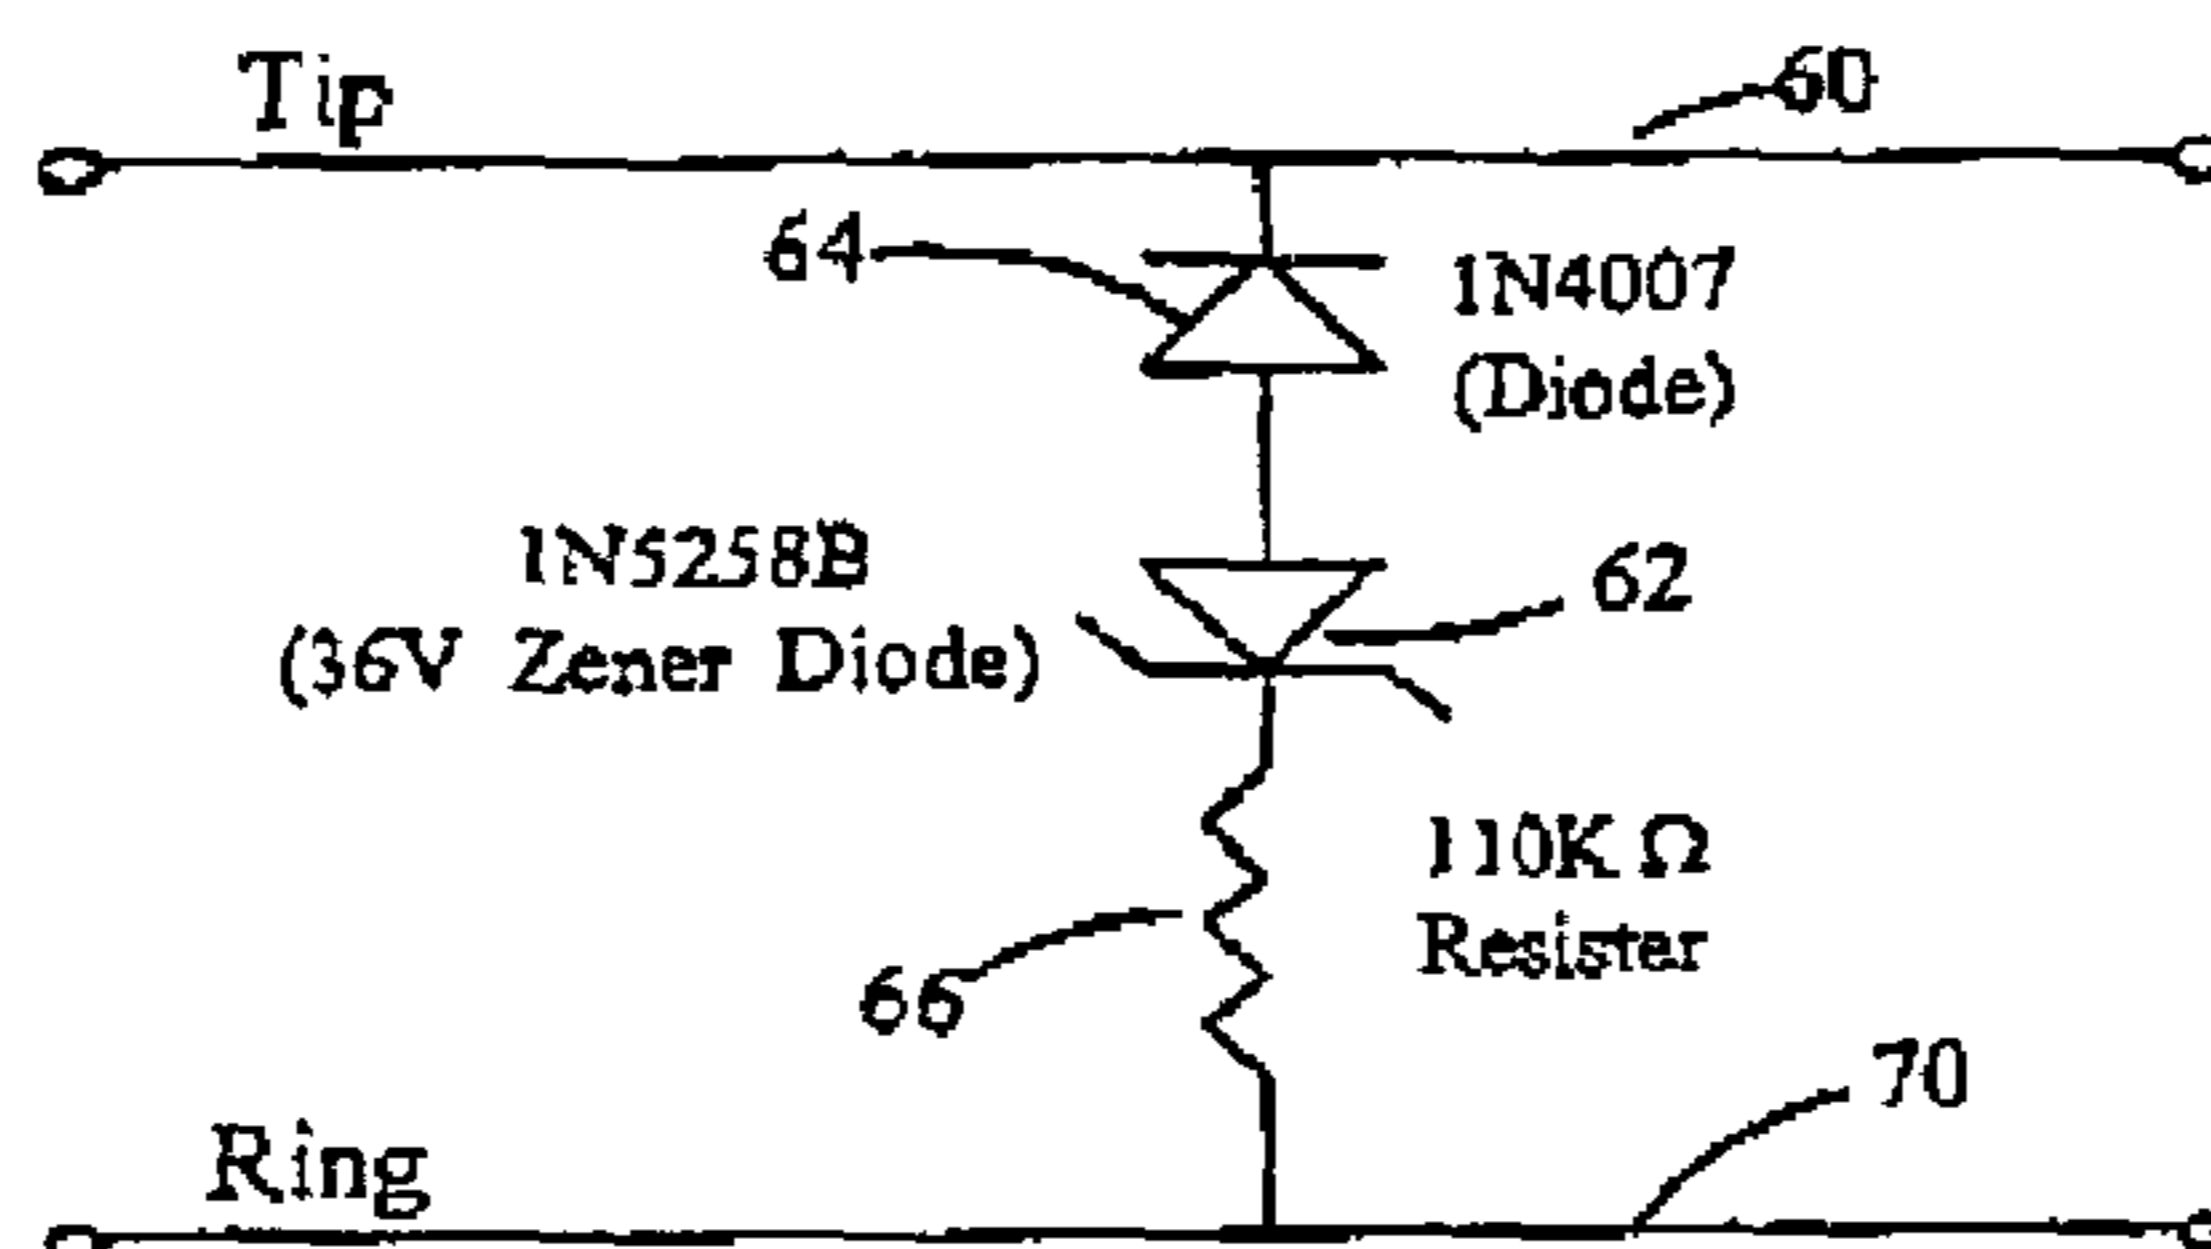 Tip
60
64
1N4007
(Diode)
1N5258B
(36V Zener Diode)
62
110K Ω
Resister
66
70
Ring